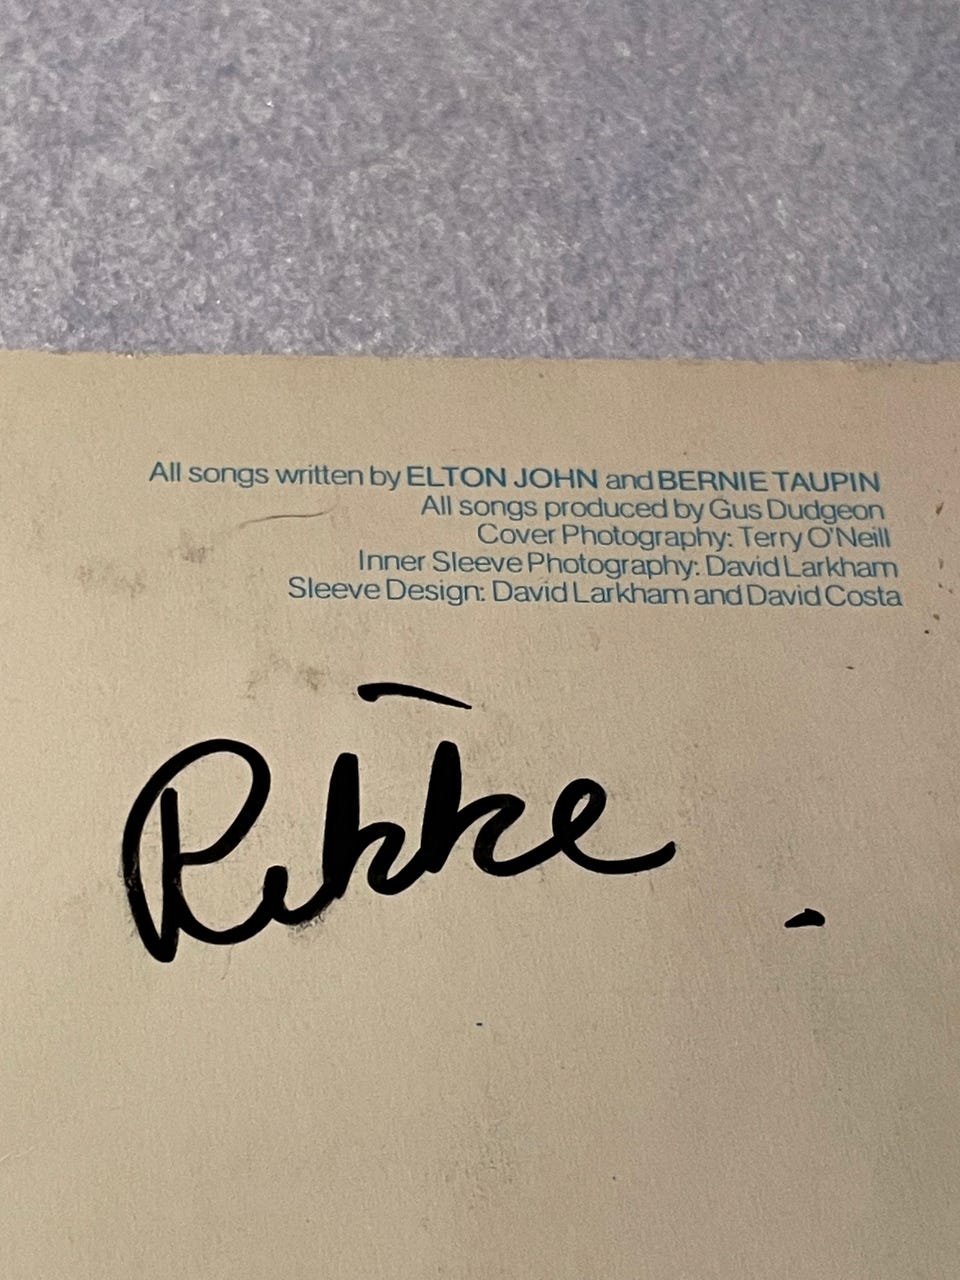 All songs written by ELTON JOHN and BERNIE TAUPIN
All songs produced by Gus Dudgeon
Cover Photography: Terry O'Neill
Inner Sleeve Photography: David Larkham
Sleeve Design: David Larkham and David Costa
Rikke.